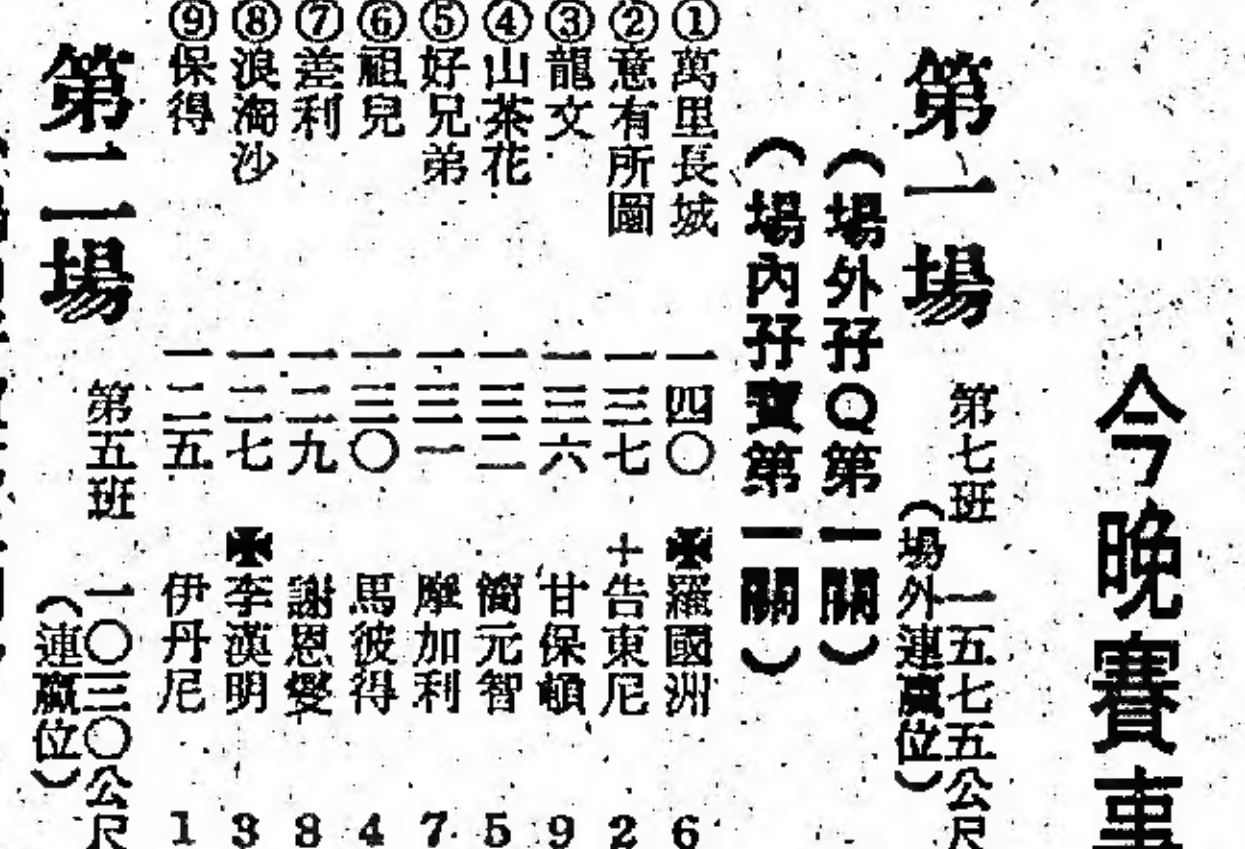 今晚賽事
第一場 第七班 一五七五公尺
(場外連贏位)
(場外孖Q第一關)
(場內孖寶第一關)
①萬里長城 一四〇 ✠羅國洲 6
②意有所圖 一三七 十告東尼 2
③龍文 一三六 甘保頓 9
④山茶花 一三二 簡元智 5
⑤好兄弟 一三一 摩加利 7
⑥祖兒 一三〇 馬彼得 4
⑦差利 一二九 謝恩燮 8
⑧浪淘沙 一二七 ✠李漢明 3
⑨保得 一二五 伊丹尼 1
第二場 第五班 一〇三〇公尺
(連贏位)